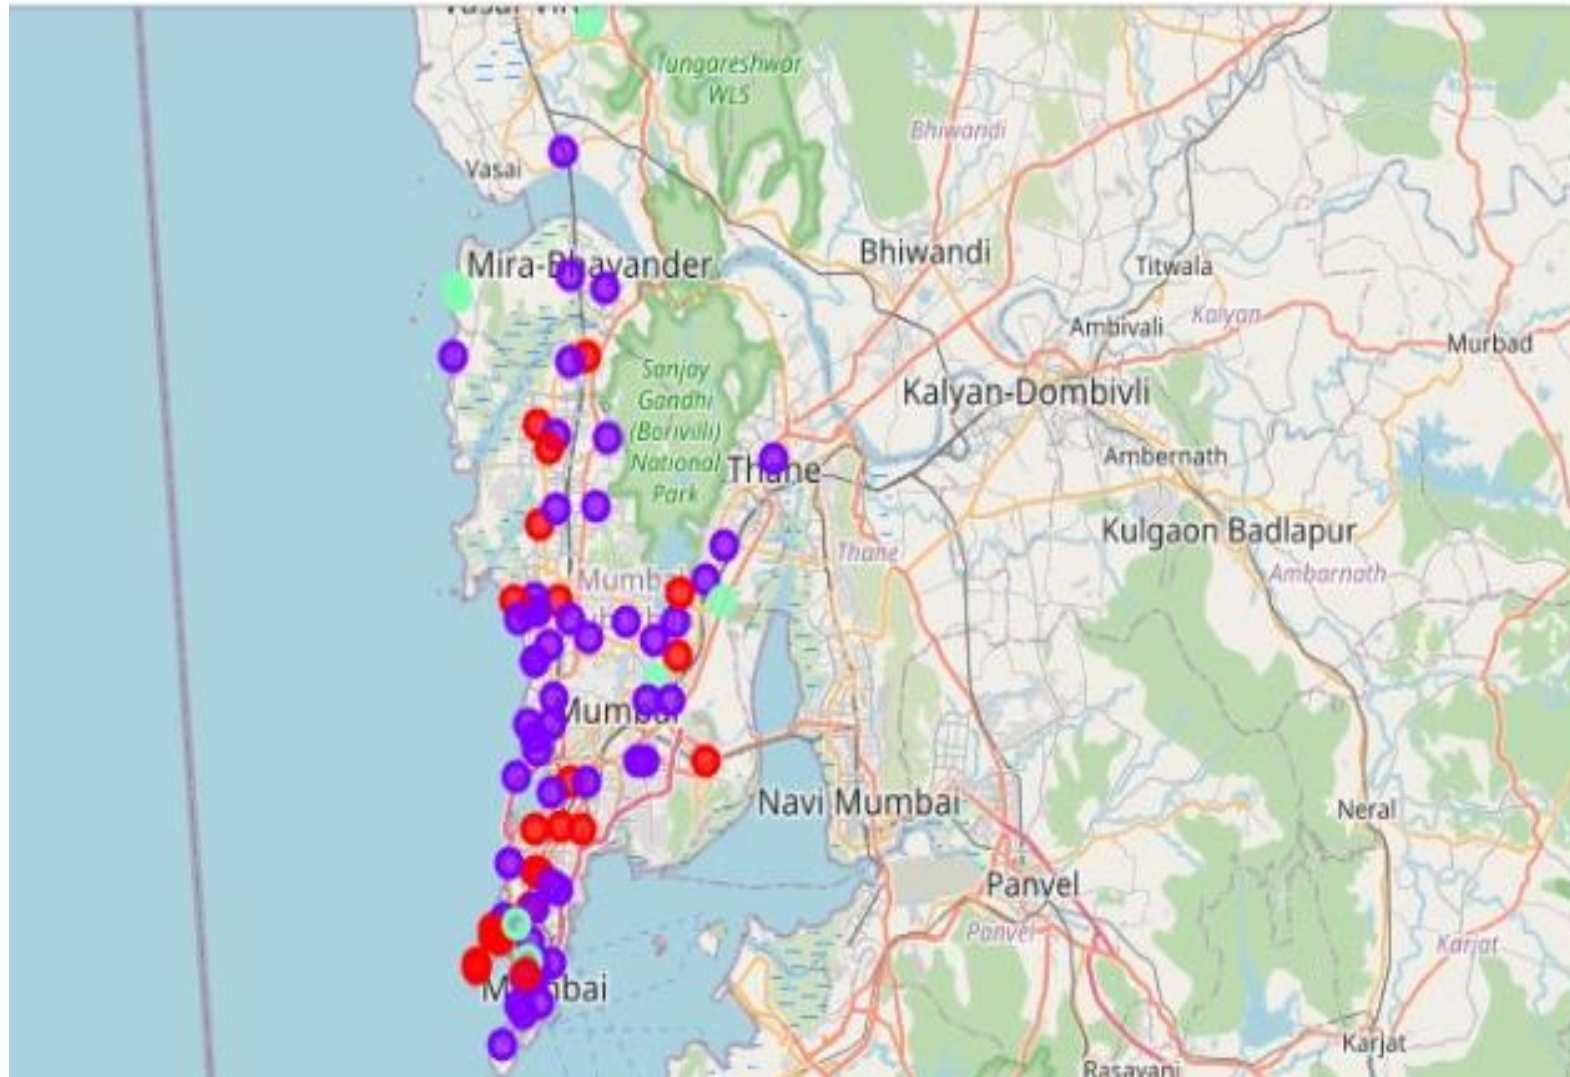 Tungareshwar
WLS
Bhiwandi
Vasai
Mira-Bhayander
Bhiwandi
Titwala
Ambivali
Kalyan
Murbad
Sanjay
Gandhi
(Borivili)
National
Park
Kalyan-Dombivli
Thane
Ambernath
Kulgaon Badlapur
Thane
Ambarnath
Mumbai
Navi Mumbai
Neral
Panvel
Panvel
Karjat
Mumbai
Karjat
Rasayani